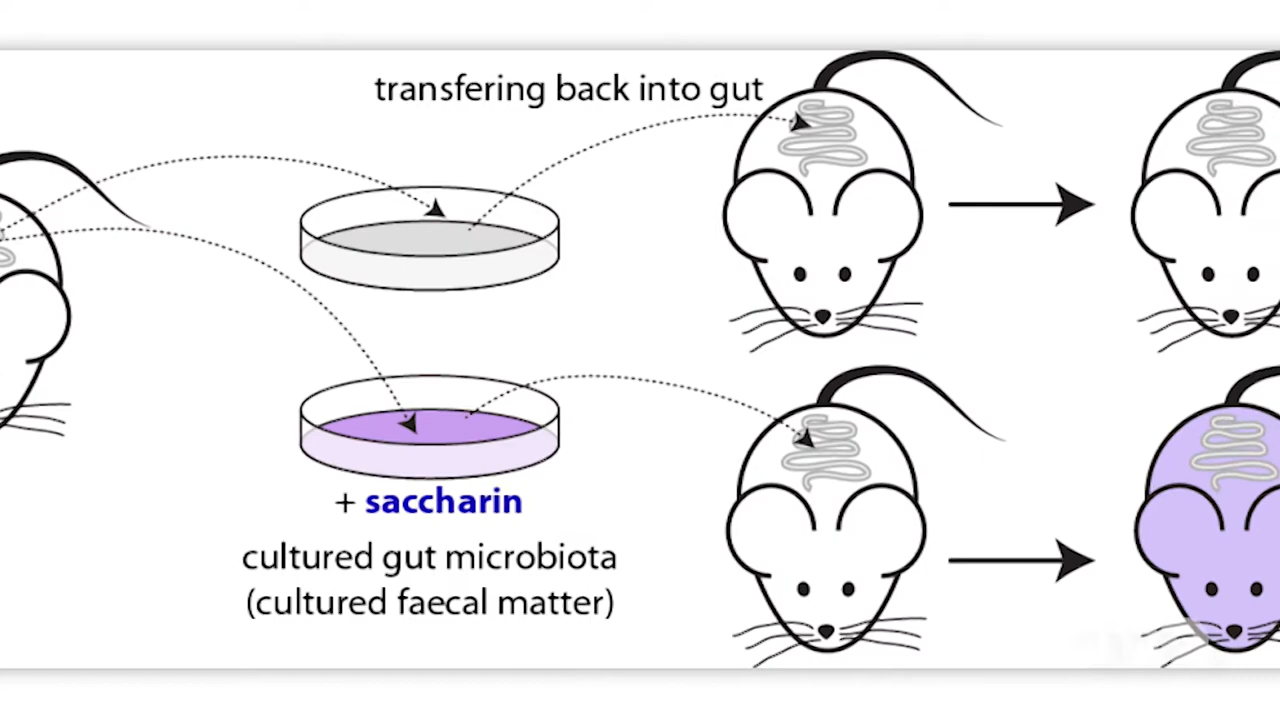 transfering back into gut
+ saccharin
cultured gut microbiota
(cultured faecal matter)